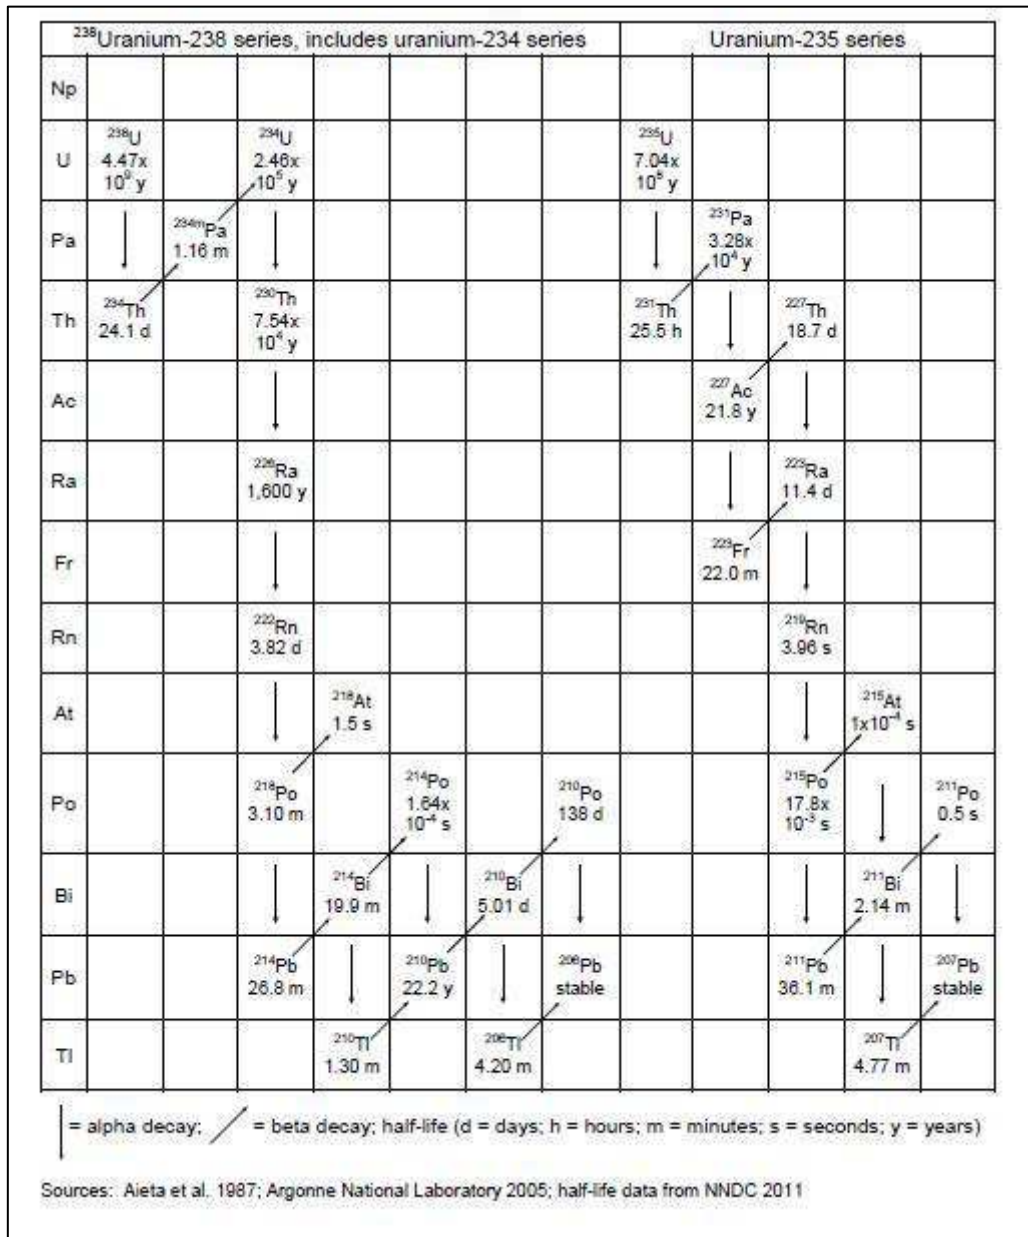 ²³⁸Uranium-238 series, includes uranium-234 series Uranium-235 series
Np
U ²³⁸U 4.47x 10⁹ y ²³⁴U 2.46x 10⁵ y ²³⁵U 7.04x 10⁸ y
Pa ²³⁴ᵐPa 1.16 m ²³¹Pa 3.28x 10⁴ y
Th ²³⁴Th 24.1 d ²³⁰Th 7.54x 10⁴ y ²³¹Th 25.5 h ²²⁷Th 18.7 d
Ac ²²⁷Ac 21.8 y
Ra ²²⁶Ra 1,600 y ²²³Ra 11.4 d
Fr ²²³Fr 22.0 m
Rn ²²²Rn 3.82 d ²¹⁹Rn 3.96 s
At ²¹⁸At 1.5 s ²¹⁵At 1x10⁻⁴ s
Po ²¹⁸Po 3.10 m ²¹⁴Po 1.64x 10⁻⁴ s ²¹⁰Po 138 d ²¹⁵Po 17.8x 10⁻³ s ²¹¹Po 0.5 s
Bi ²¹⁴Bi 19.9 m ²¹⁰Bi 5.01 d ²¹¹Bi 2.14 m
Pb ²¹⁴Pb 26.8 m ²¹⁰Pb 22.2 y ²⁰⁶Pb stable ²¹¹Pb 36.1 m ²⁰⁷Pb stable
Tl ²¹⁰Tl 1.30 m ²⁰⁶Tl 4.20 m ²⁰⁷Tl 4.77 m
= alpha decay; = beta decay; half-life (d = days; h = hours; m = minutes; s = seconds; y = years)
Sources: Aieta et al. 1987; Argonne National Laboratory 2005; half-life data from NNDC 2011